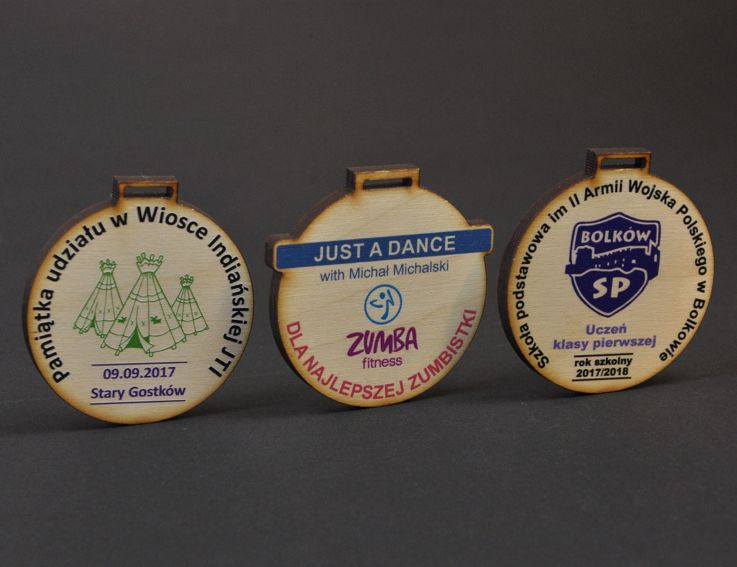 Pamiątka udziału w Wiosce Indiańskiej JTI
09.09.2017
Stary Gostków
JUST A DANCE
with Michał Michalski
ZUMBA
fitness
DLA NAJLEPSZEJ ZUMBISTKI
Szkoła podstawowa im II Armii Wojska Polskiego w Bolkowie
BOLKÓW
SP
Uczeń
klasy pierwszej
rok szkolny
2017/2018